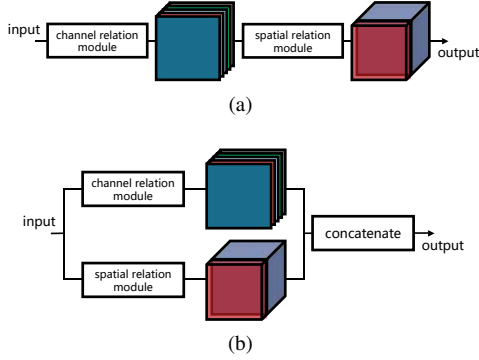 input
channel relation
module
spatial relation
module
output
(a)
channel relation
module
input
concatenate
output
spatial relation
module
(b)